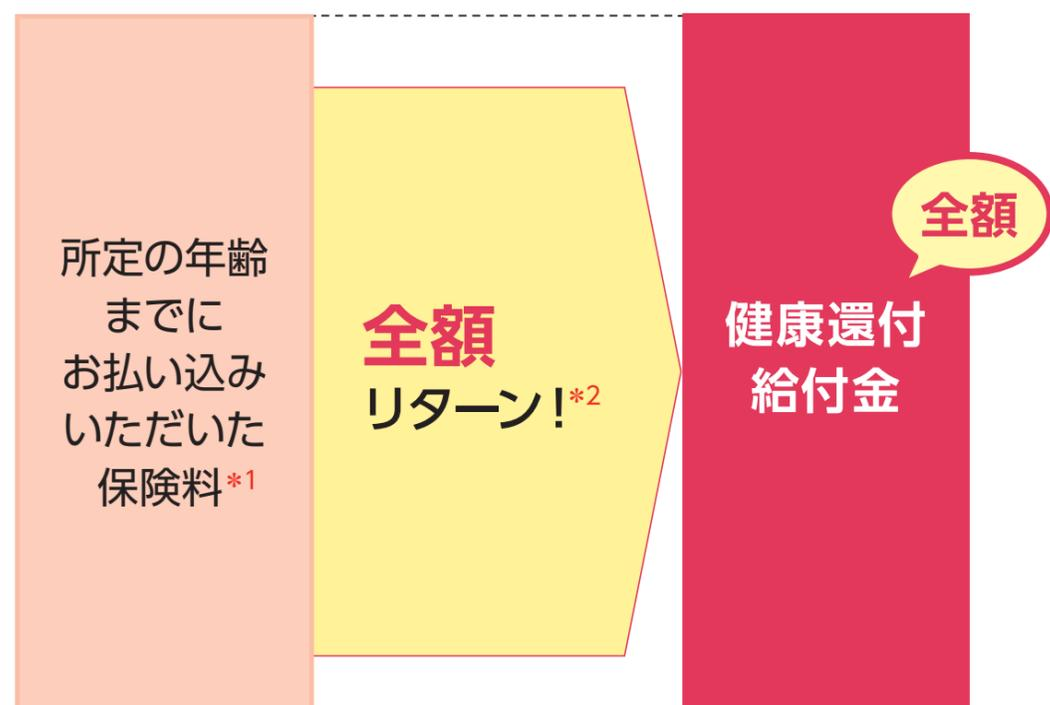 所定の年齢
までに
お払い込み
いただいた
保険料*1
全額
リターン!*2
全額
健康還付
給付金